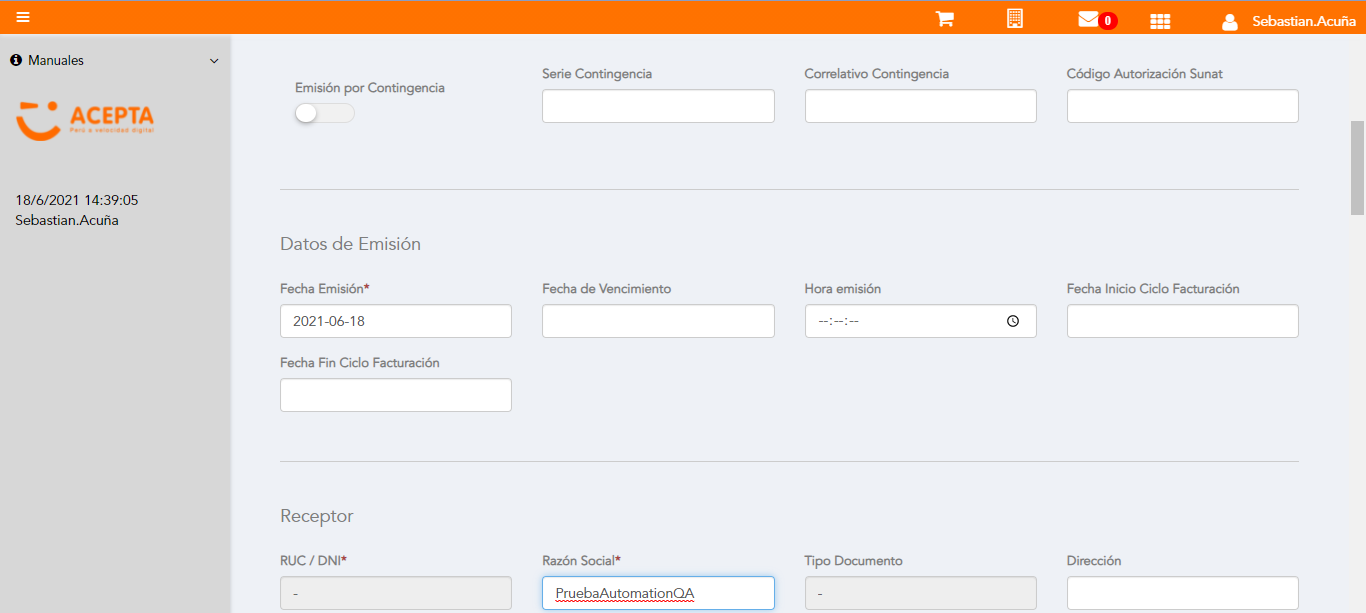 0
Sebastian.Acuña
Manuales
ACEPTA
Perú a velocidad digital
18/6/2021 14:39:05
Sebastian.Acuña
Emisión por Contingencia
Serie Contingencia
Correlativo Contingencia
Código Autorización Sunat
Datos de Emisión
Fecha Emisión*
Fecha de Vencimiento
Hora emisión
Fecha Inicio Ciclo Facturación
2021-06-18
--:--:--
Fecha Fin Ciclo Facturación
Receptor
RUC / DNI*
Razón Social*
Tipo Documento
Dirección
-
PruebaAutomationQA
-